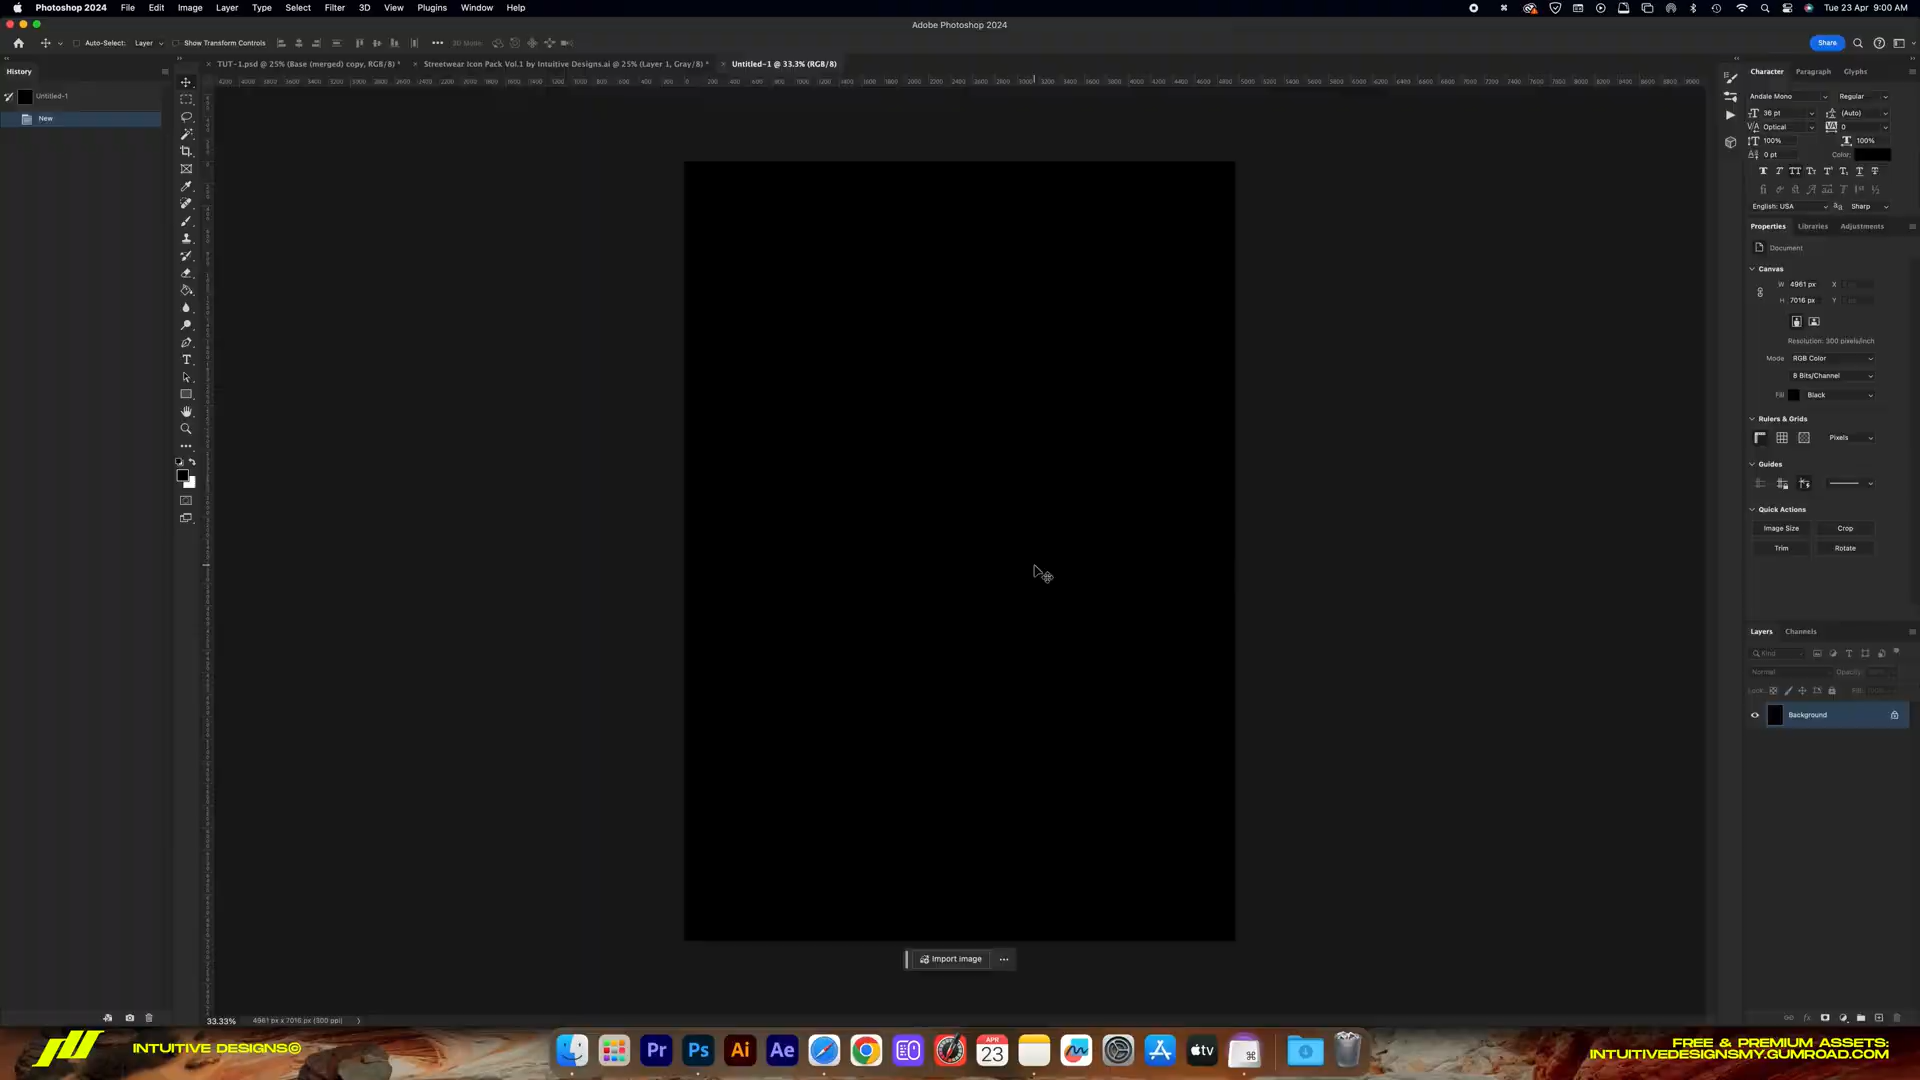 Photoshop 2024 File Edit Image Layer Type Select Filter 3D View Plugins Window Help Tue 23 Apr 9:00 AM
Adobe Photoshop 2024
Auto-Select: Layer Show Transform Controls 3D Mode: Share
TUT-1.psd @ 25% (Base (merged) copy, RGB/8) * Streetwear Icon Pack Vol.1 by Intuitive Designs.ai @ 25% (Layer 1, Gray/8) * Untitled-1 @ 33.3% (RGB/8)
History
Untitled-1
New
Character Paragraph Glyphs
Andale Mono Regular
36 pt (Auto)
Optical 0
100% 100%
0 pt Color:
English: USA Sharp
Properties Libraries Adjustments
Document
Canvas
W 4961 px X
H 7016 px Y
Resolution: 300 pixels/inch
Mode RGB Color
8 Bits/Channel
Fill Black
Rulers & Grids
Pixels
Guides
Quick Actions
Image Size Crop
Trim Rotate
Layers Channels
Kind
Normal Opacity:
Lock: Fill:
Background
Import image
33.33% 4961 px x 7016 px (300 ppi)
INTUITIVE DESIGNS©
Pr Ps Ai Ae APR 23 tv
FREE & PREMIUM ASSETS:
INTUITIVEDESIGNSMY.GUMROAD.COM